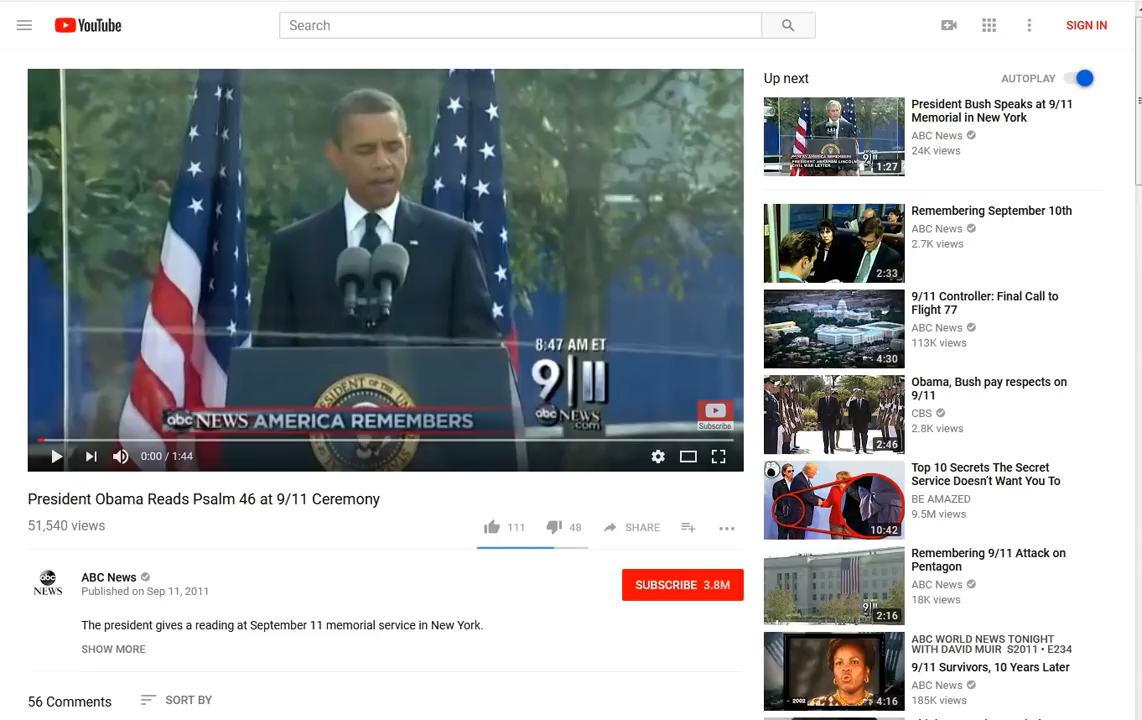 YouTube
Search
SIGN IN
8:47 AM ET
9|11
abc NEWS
.com
abc NEWS AMERICA REMEMBERS
Subscribe
0:00 / 1:44
President Obama Reads Psalm 46 at 9/11 Ceremony
51,540 views
111
48
SHARE
abc
NEWS
ABC News
Published on Sep 11, 2011
SUBSCRIBE 3.8M
The president gives a reading at September 11 memorial service in New York.
SHOW MORE
56 Comments
SORT BY
Up next
AUTOPLAY
1:27
President Bush Speaks at 9/11
Memorial in New York
ABC News
24K views
2:33
Remembering September 10th
ABC News
2.7K views
4:30
9/11 Controller: Final Call to
Flight 77
ABC News
113K views
2:46
Obama, Bush pay respects on
9/11
CBS
2.8K views
10:42
Top 10 Secrets The Secret
Service Doesn't Want You To
BE AMAZED
9.5M views
2:16
Remembering 9/11 Attack on
Pentagon
ABC News
18K views
2002
4:16
ABC WORLD NEWS TONIGHT
WITH DAVID MUIR S2011 • E234
9/11 Survivors, 10 Years Later
ABC News
185K views